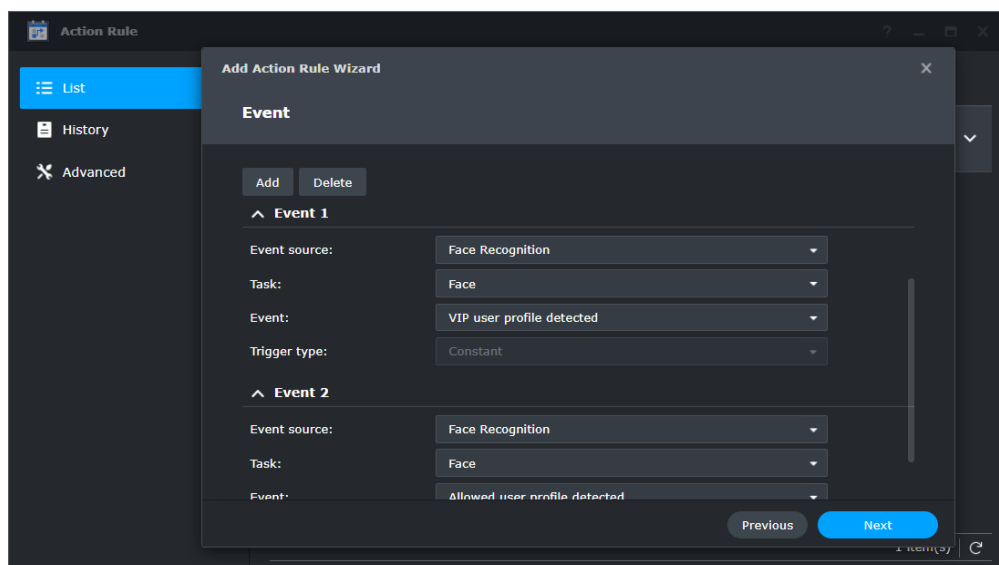 Action Rule
Add Action Rule Wizard
List
Event
History
Advanced
Add Delete
Event 1
Event source: Face Recognition
Task: Face
Event: VIP user profile detected
Trigger type: Constant
Event 2
Event source: Face Recognition
Task: Face
Event: Allowed user profile detected
Previous Next
1 item(s)